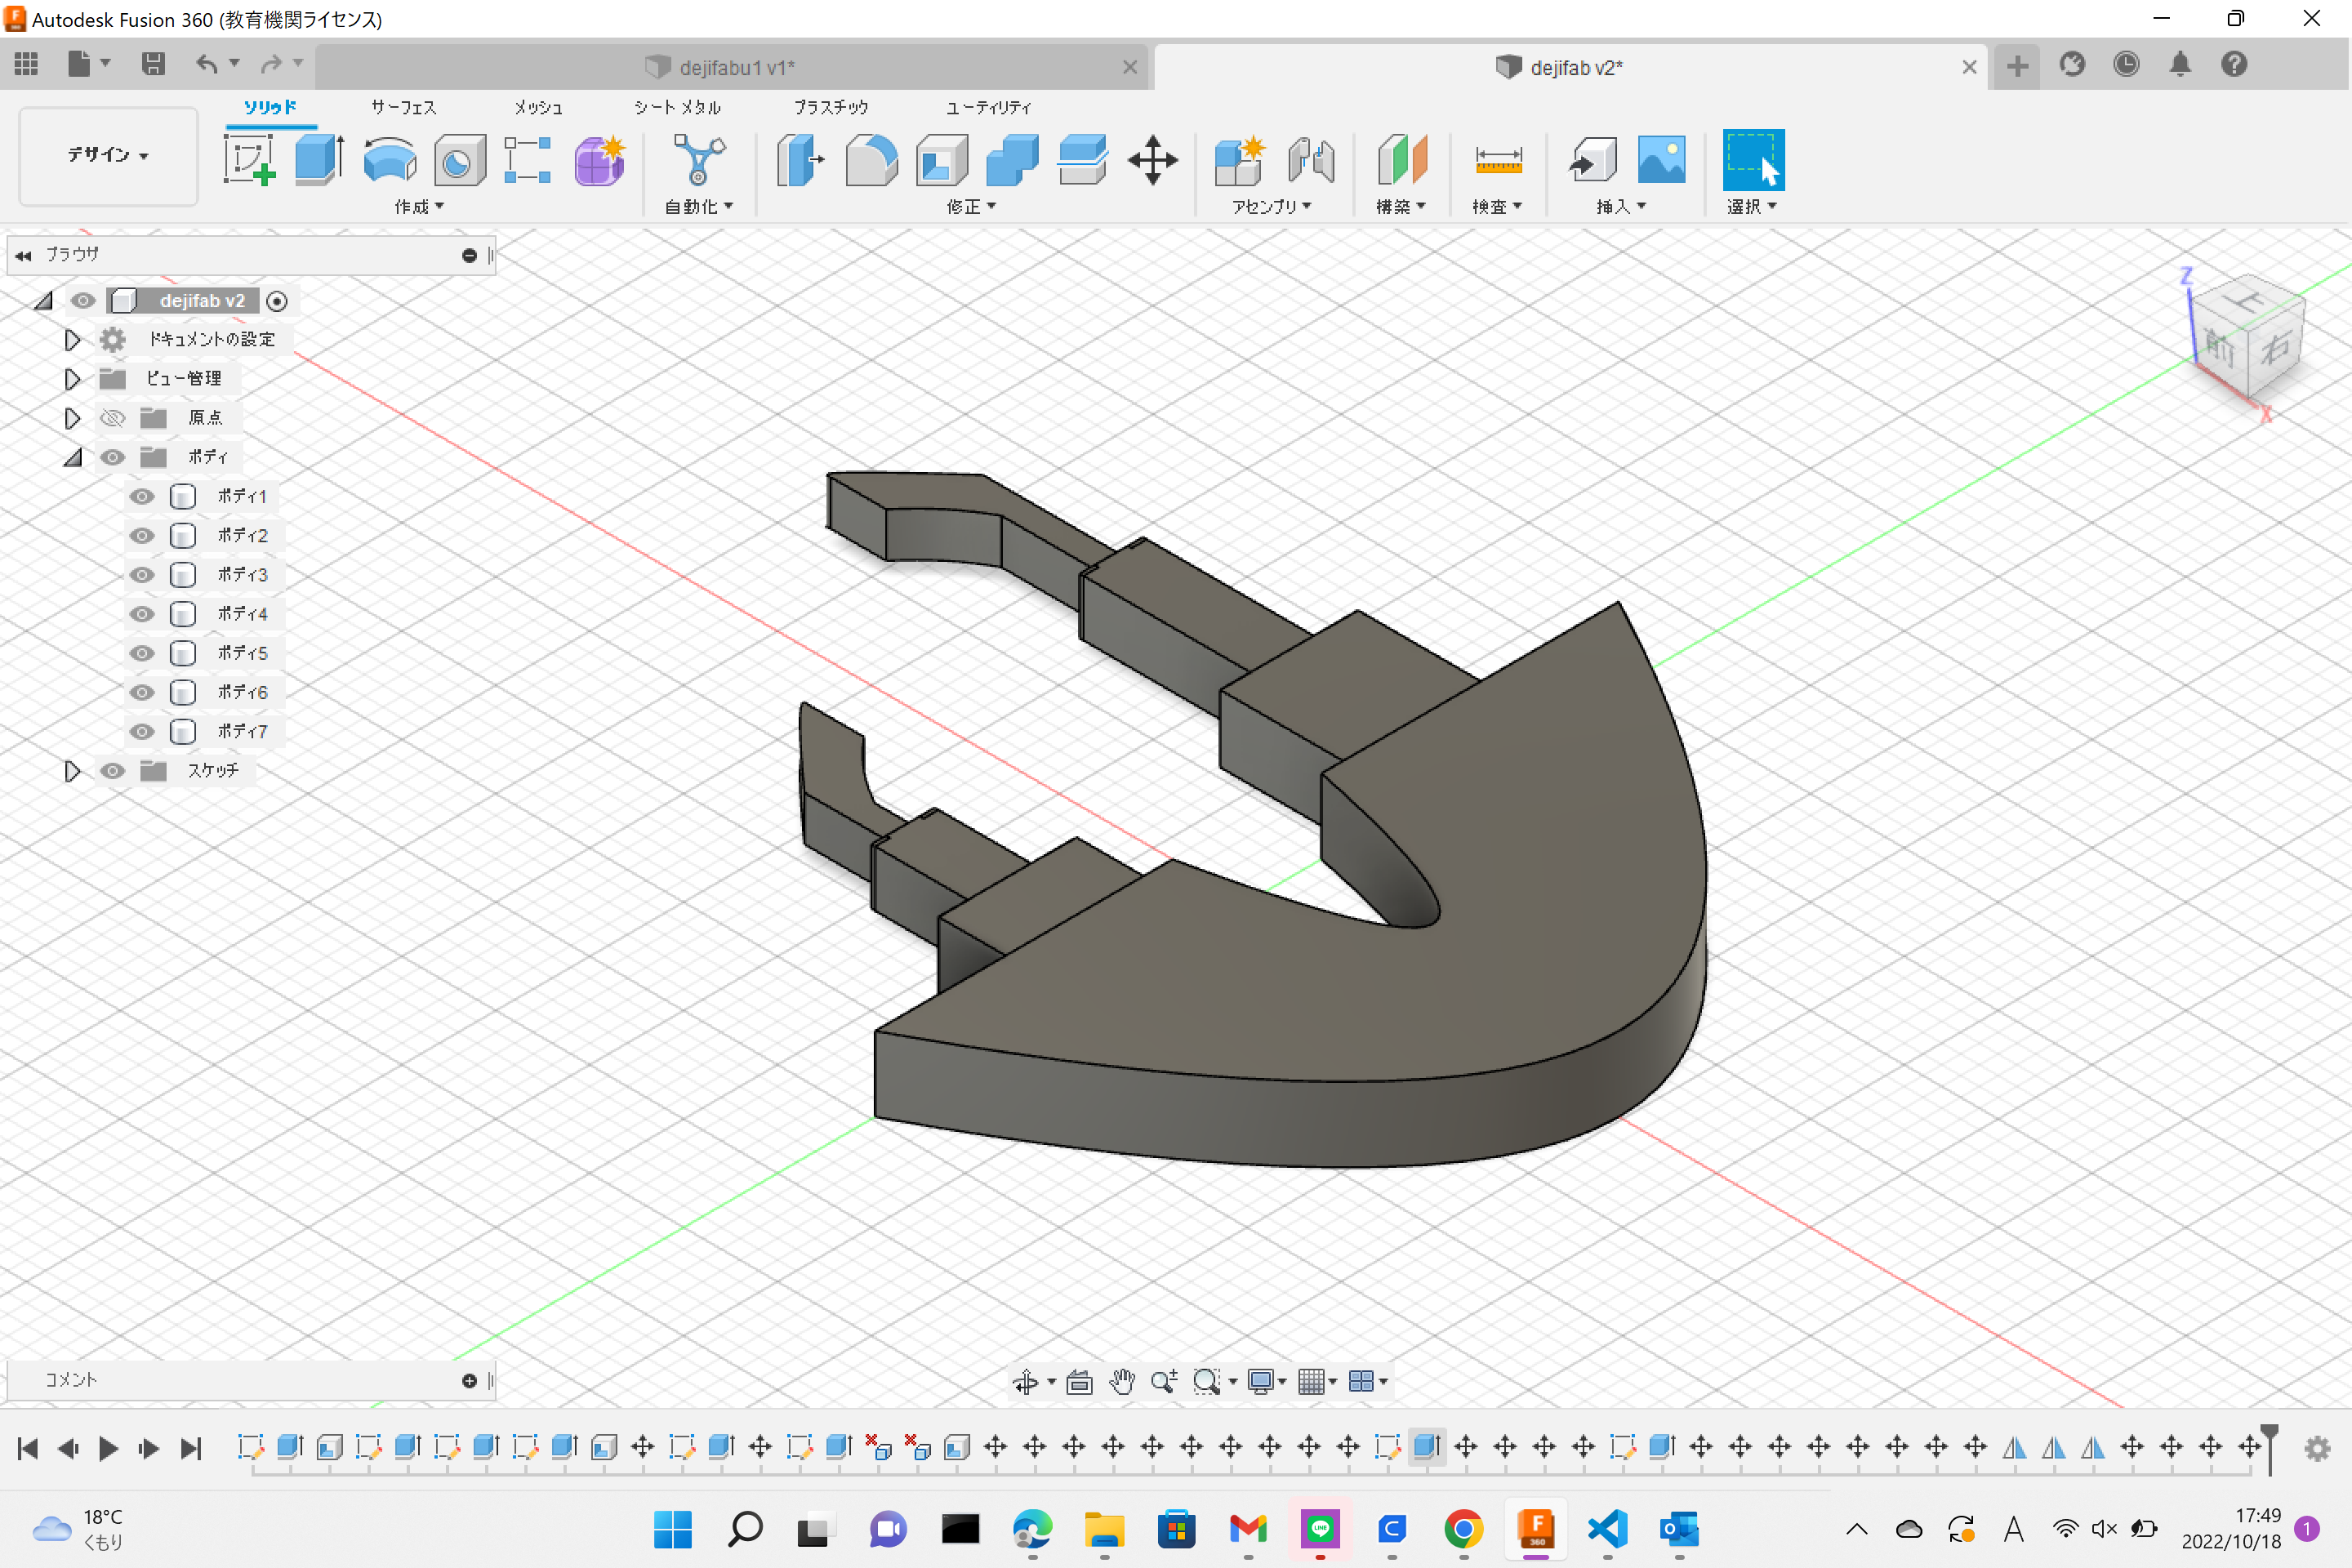 Autodesk Fusion 360 (教育機関ライセンス)
dejifabu1 v1*
dejifab v2*
デザイン
ソリッド サーフェス メッシュ シート メタル プラスチック ユーティリティ
作成 自動化 修正 アセンブリ 構築 検査 挿入 選択
ブラウザ
dejifab v2
ドキュメントの設定
ビュー管理
原点
ボディ
ボディ1
ボディ2
ボディ3
ボディ4
ボディ5
ボディ6
ボディ7
スケッチ
Z
上
前
右
X
コメント
18°C
くもり
LINE
C
F
360
A
17:49
2022/10/18
1